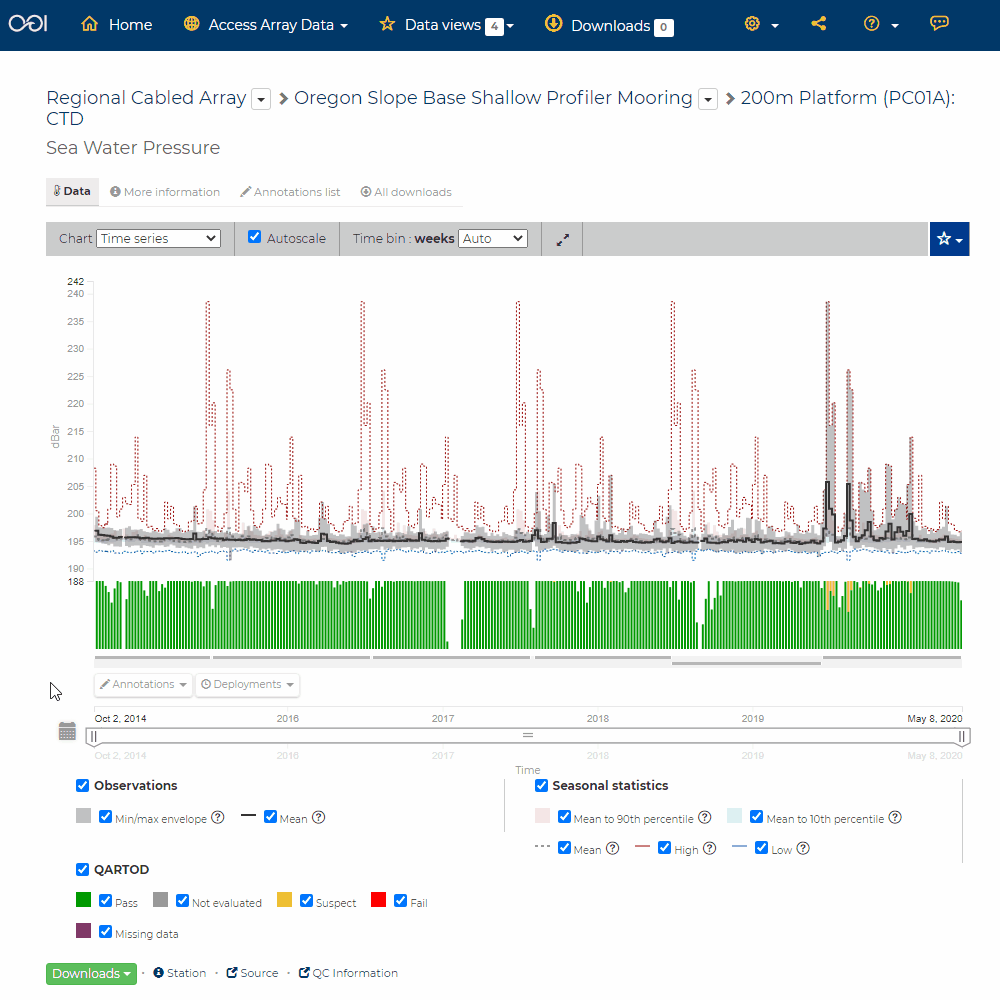 OOI Home Access Array Data Data views 4 Downloads 0
Regional Cabled Array > Oregon Slope Base Shallow Profiler Mooring > 200m Platform (PC01A):
CTD
Sea Water Pressure
Data More information Annotations list All downloads
Chart Time series Autoscale Time bin : weeks Auto
242
240
235
230
225
220
215
210
205
200
195
190
188
dBar
Annotations Deployments
Oct 2, 2014 2016 2017 2018 2019 May 8, 2020
Oct 2, 2014 2016 2017 2018 2019 May 8, 2020
Time
Observations
Min/max envelope ? Mean ?
Seasonal statistics
Mean to 90th percentile ? Mean to 10th percentile ?
Mean ? High ? Low ?
QARTOD
Pass Not evaluated Suspect Fail
Missing data
Downloads · Station · Source · QC Information